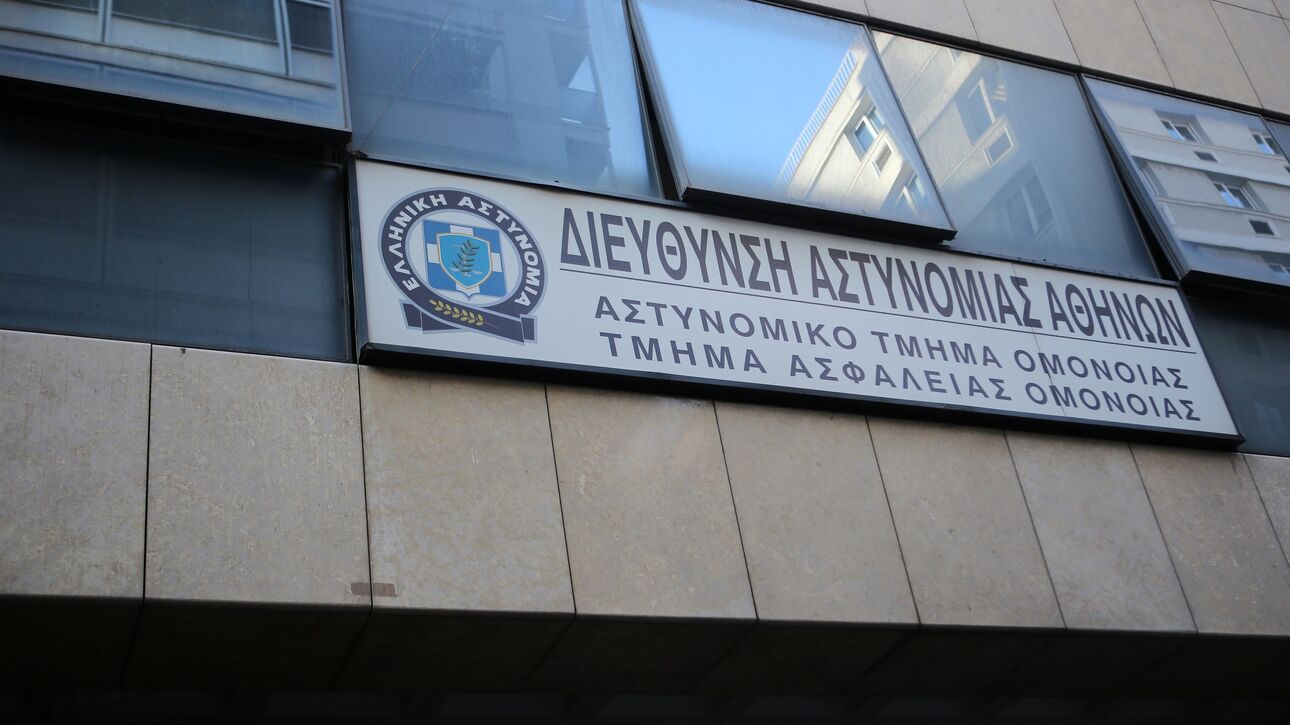 ΕΛΛΗΝΙΚΗ ΑΣΤΥΝΟΜΙΑ
ΔΙΕΥΘΥΝΣΗ ΑΣΤΥΝΟΜΙΑΣ ΑΘΗΝΩΝ
ΑΣΤΥΝΟΜΙΚΟ ΤΜΗΜΑ ΟΜΟΝΟΙΑΣ
ΤΜΗΜΑ ΑΣΦΑΛΕΙΑΣ ΟΜΟΝΟΙΑΣ